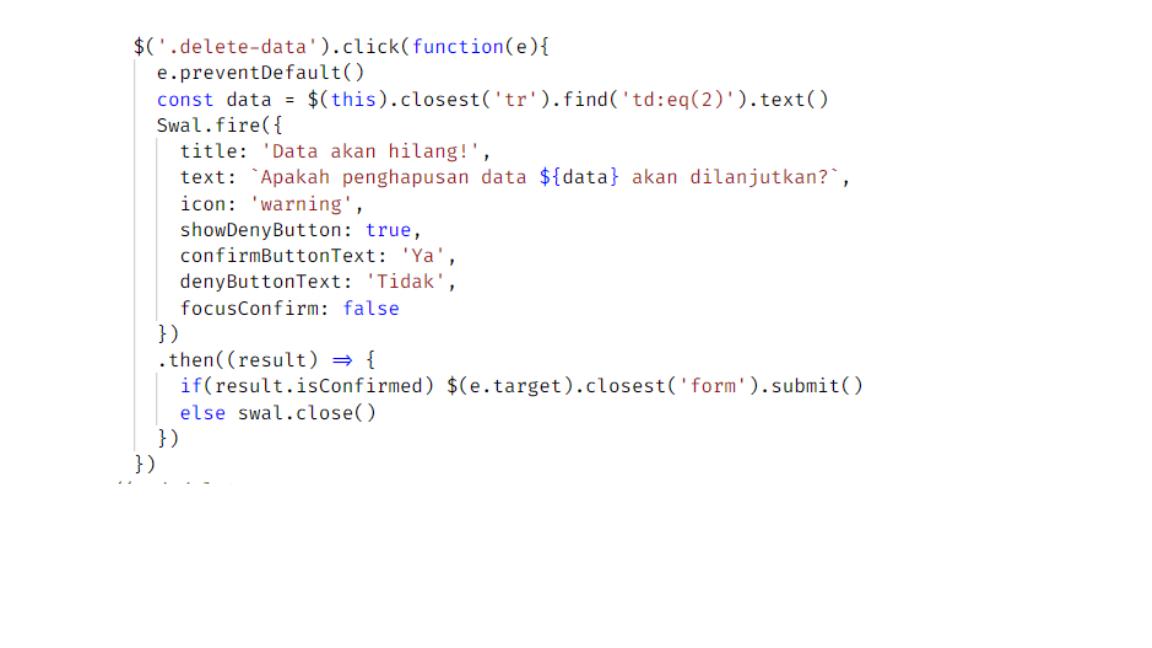 $('.delete-data').click(function(e){
e.preventDefault()
const data = $(this).closest('tr').find('td:eq(2)').text()
Swal.fire({
title: 'Data akan hilang!',
text: `Apakah penghapusan data ${data} akan dilanjutkan?`,
icon: 'warning',
showDenyButton: true,
confirmButtonText: 'Ya',
denyButtonText: 'Tidak',
focusConfirm: false
})
.then((result) => {
if(result.isConfirmed) $(e.target).closest('form').submit()
else swal.close()
})
})